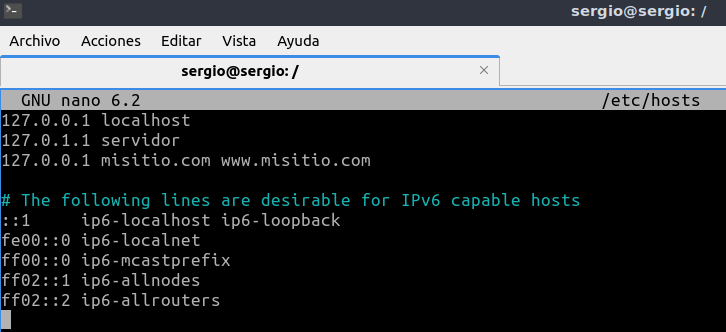 sergio@sergio: /
Archivo Acciones Editar Vista Ayuda
sergio@sergio: / ×
GNU nano 6.2 /etc/hosts
127.0.0.1 localhost
127.0.1.1 servidor
127.0.0.1 misitio.com www.misitio.com
# The following lines are desirable for IPv6 capable hosts
::1 ip6-localhost ip6-loopback
fe00::0 ip6-localnet
ff00::0 ip6-mcastprefix
ff02::1 ip6-allnodes
ff02::2 ip6-allrouters